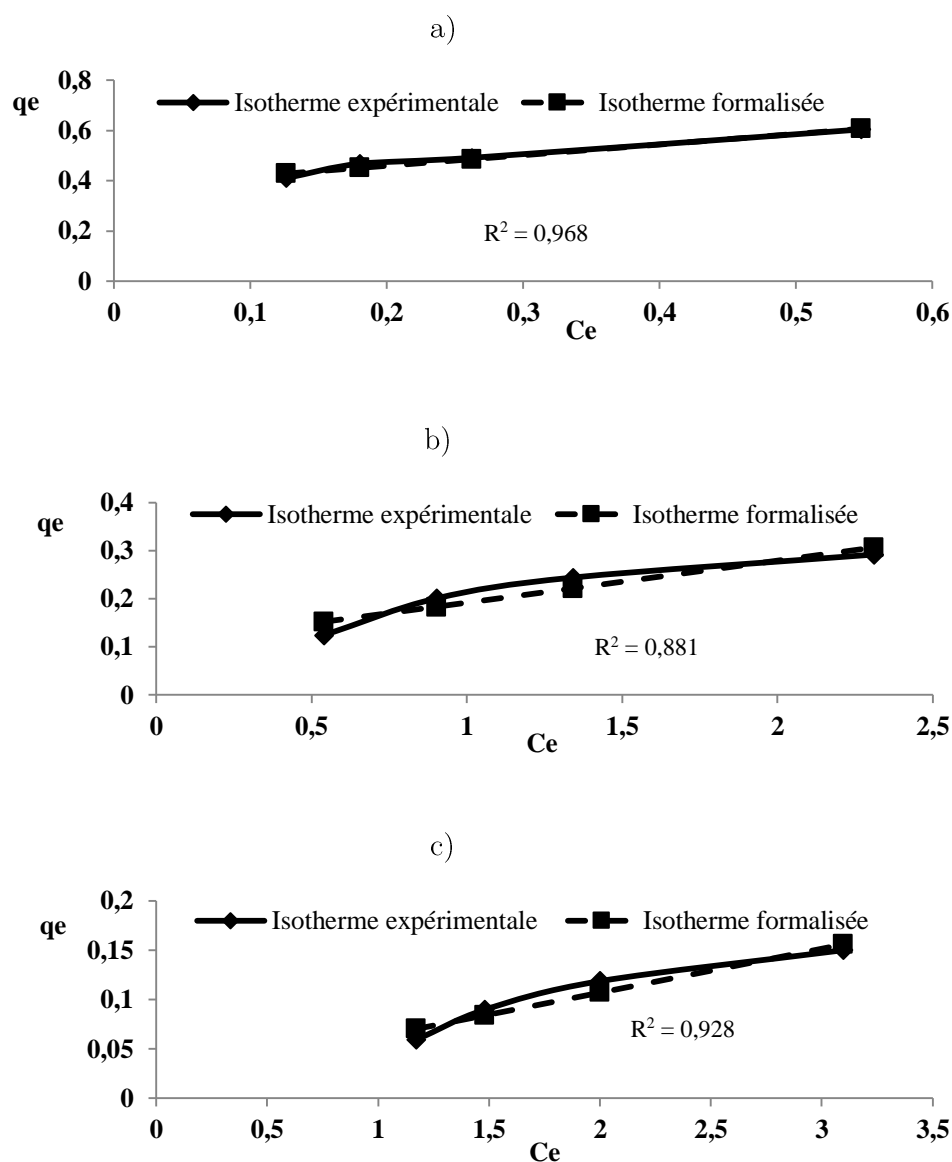 a)
qe
0,8
0,6
0,4
0,2
0
Isotherme expérimentale Isotherme formalisée
R² = 0,968
0 0,1 0,2 0,3 0,4 0,5 0,6
Ce
b)
qe
0,4
0,3
0,2
0,1
0
Isotherme expérimentale Isotherme formalisée
R² = 0,881
0 0,5 1 1,5 2 2,5
Ce
c)
qe
0,2
0,15
0,1
0,05
0
Isotherme expérimentale Isotherme formalisée
R² = 0,928
0 0,5 1 1,5 2 2,5 3 3,5
Ce